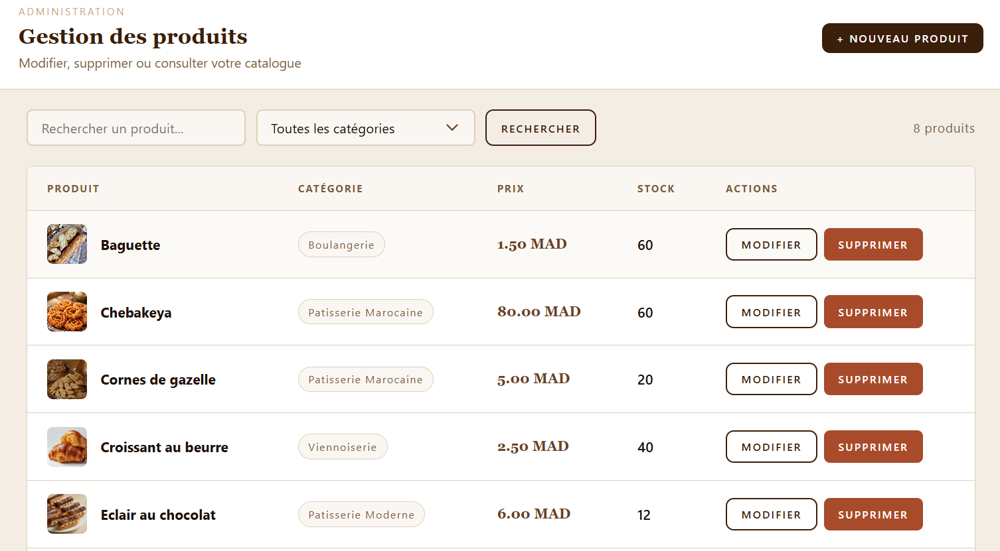 ADMINISTRATION
Gestion des produits
Modifier, supprimer ou consulter votre catalogue
+ NOUVEAU PRODUIT
Rechercher un produit...
Toutes les catégories
RECHERCHER
8 produits
PRODUIT CATÉGORIE PRIX STOCK ACTIONS
Baguette Boulangerie 1.50 MAD 60 MODIFIER SUPPRIMER
Chebakeya Patisserie Marocaine 80.00 MAD 60 MODIFIER SUPPRIMER
Cornes de gazelle Patisserie Marocaine 5.00 MAD 20 MODIFIER SUPPRIMER
Croissant au beurre Viennoiserie 2.50 MAD 40 MODIFIER SUPPRIMER
Eclair au chocolat Patisserie Moderne 6.00 MAD 12 MODIFIER SUPPRIMER